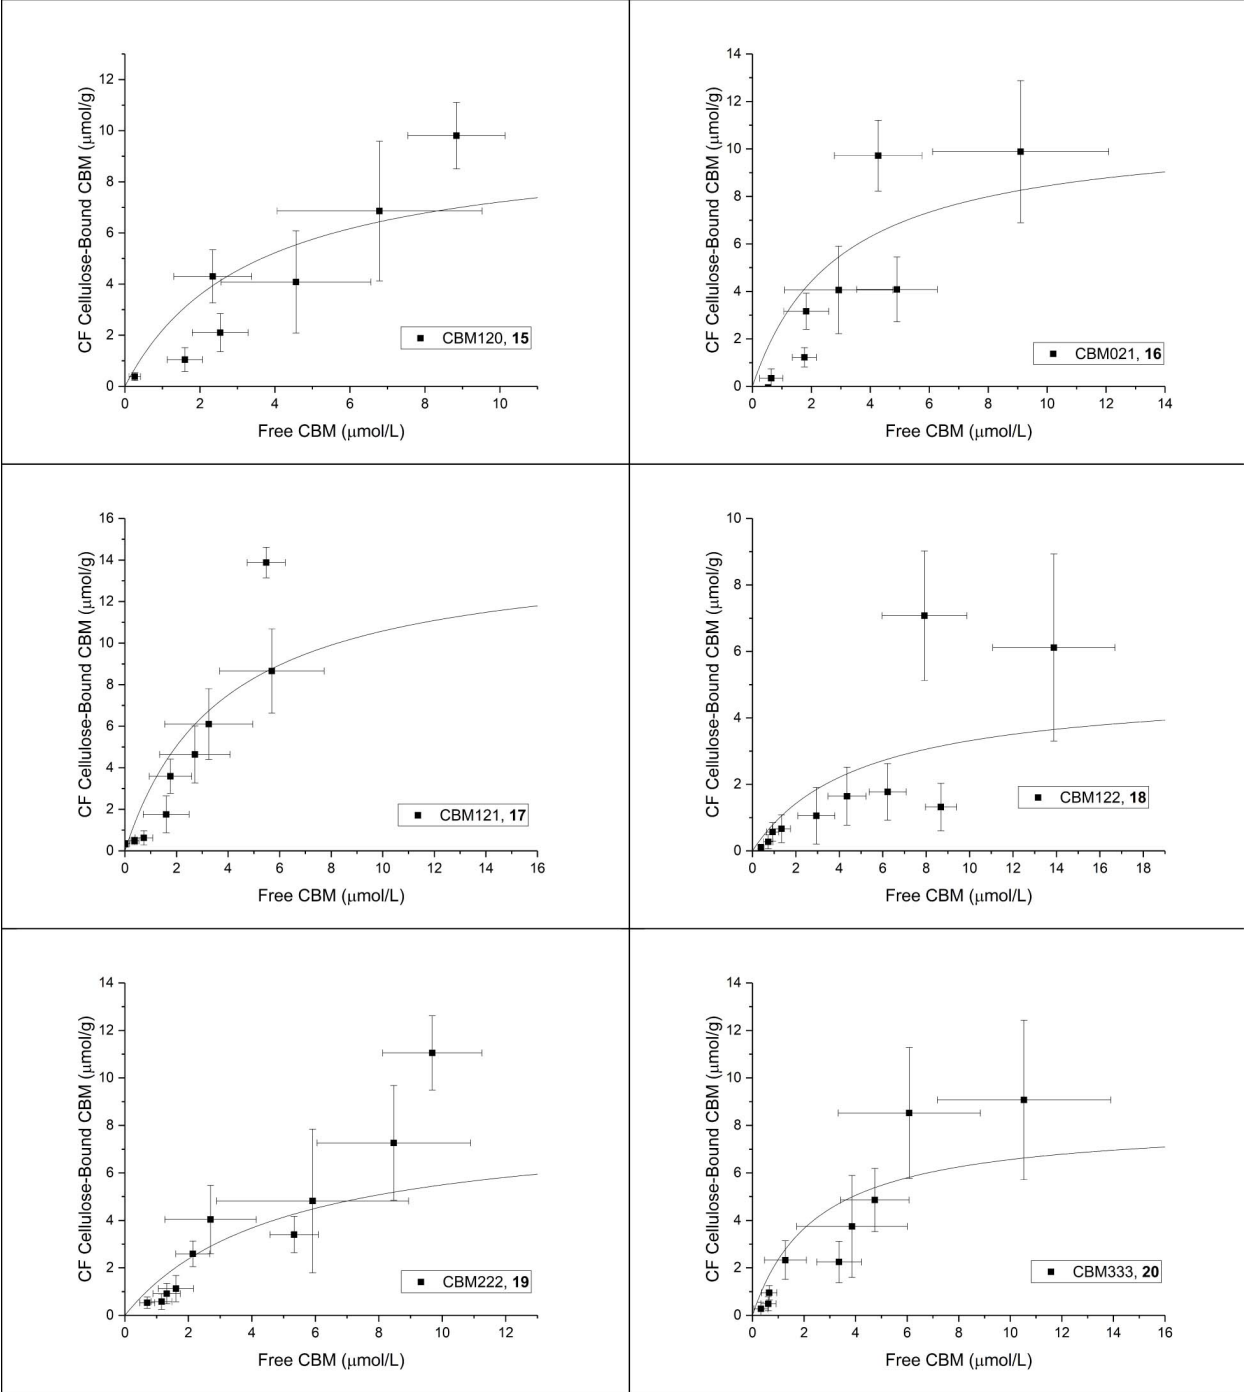 CF Cellulose-Bound CBM (μmol/g)
12
10
8
6
4
2
0
0 2 4 6 8 10
Free CBM (μmol/L)
CBM120, 15
CF Cellulose-Bound CBM (μmol/g)
14
12
10
8
6
4
2
0
0 2 4 6 8 10 12 14
Free CBM (μmol/L)
CBM021, 16
CF Cellulose-Bound CBM (μmol/g)
16
14
12
10
8
6
4
2
0
0 2 4 6 8 10 12 14 16
Free CBM (μmol/L)
CBM121, 17
CF Cellulose-Bound CBM (μmol/g)
10
8
6
4
2
0
0 2 4 6 8 10 12 14 16 18
Free CBM (μmol/L)
CBM122, 18
CF Cellulose-Bound CBM (μmol/g)
14
12
10
8
6
4
2
0
0 2 4 6 8 10 12
Free CBM (μmol/L)
CBM222, 19
CF Cellulose-Bound CBM (μmol/g)
14
12
10
8
6
4
2
0
0 2 4 6 8 10 12 14 16
Free CBM (μmol/L)
CBM333, 20